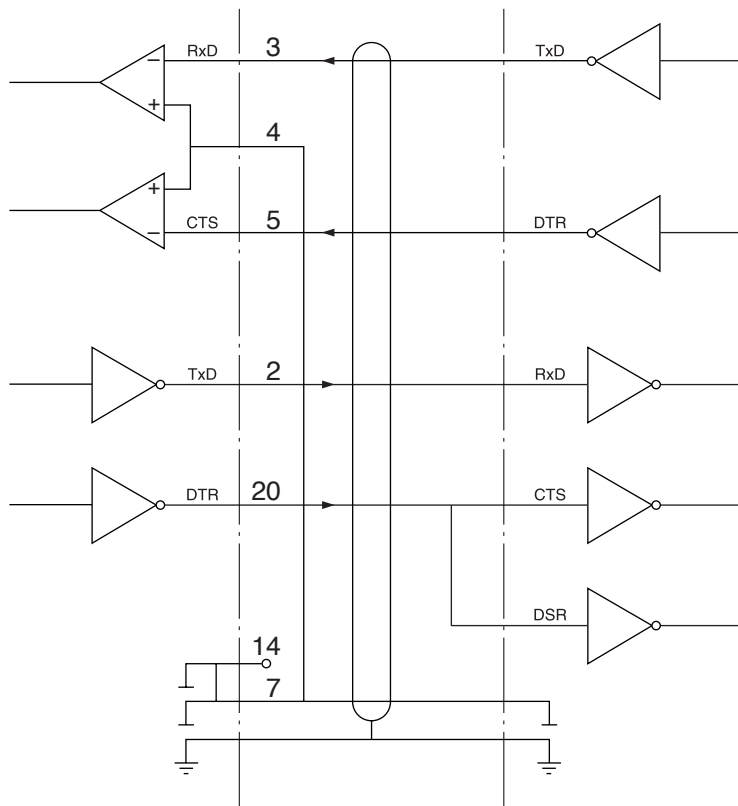 RxD 3 TxD
−
+
4
+
−
CTS 5 DTR
TxD 2 RxD
DTR 20 CTS
DSR
14
7